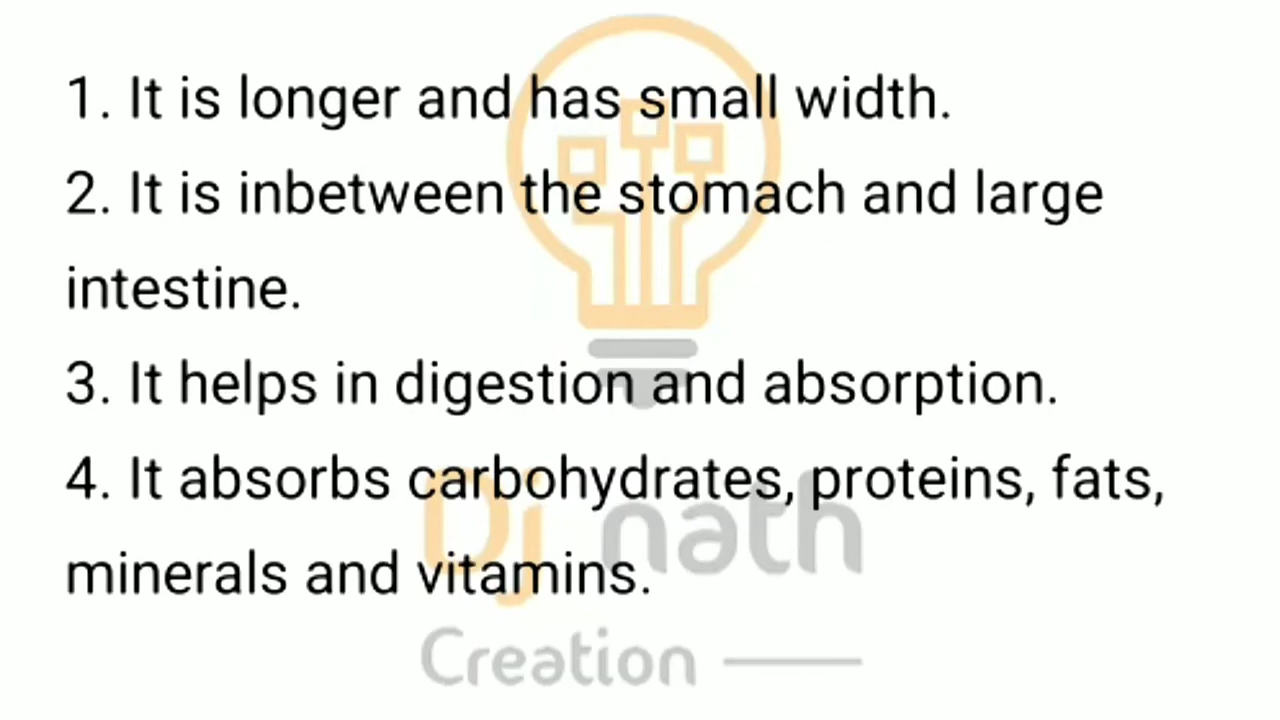 1. It is longer and has small width.
2. It is inbetween the stomach and large
intestine.
3. It helps in digestion and absorption.
4. It absorbs carbohydrates, proteins, fats,
minerals and vitamins.
Dj nath
Creation